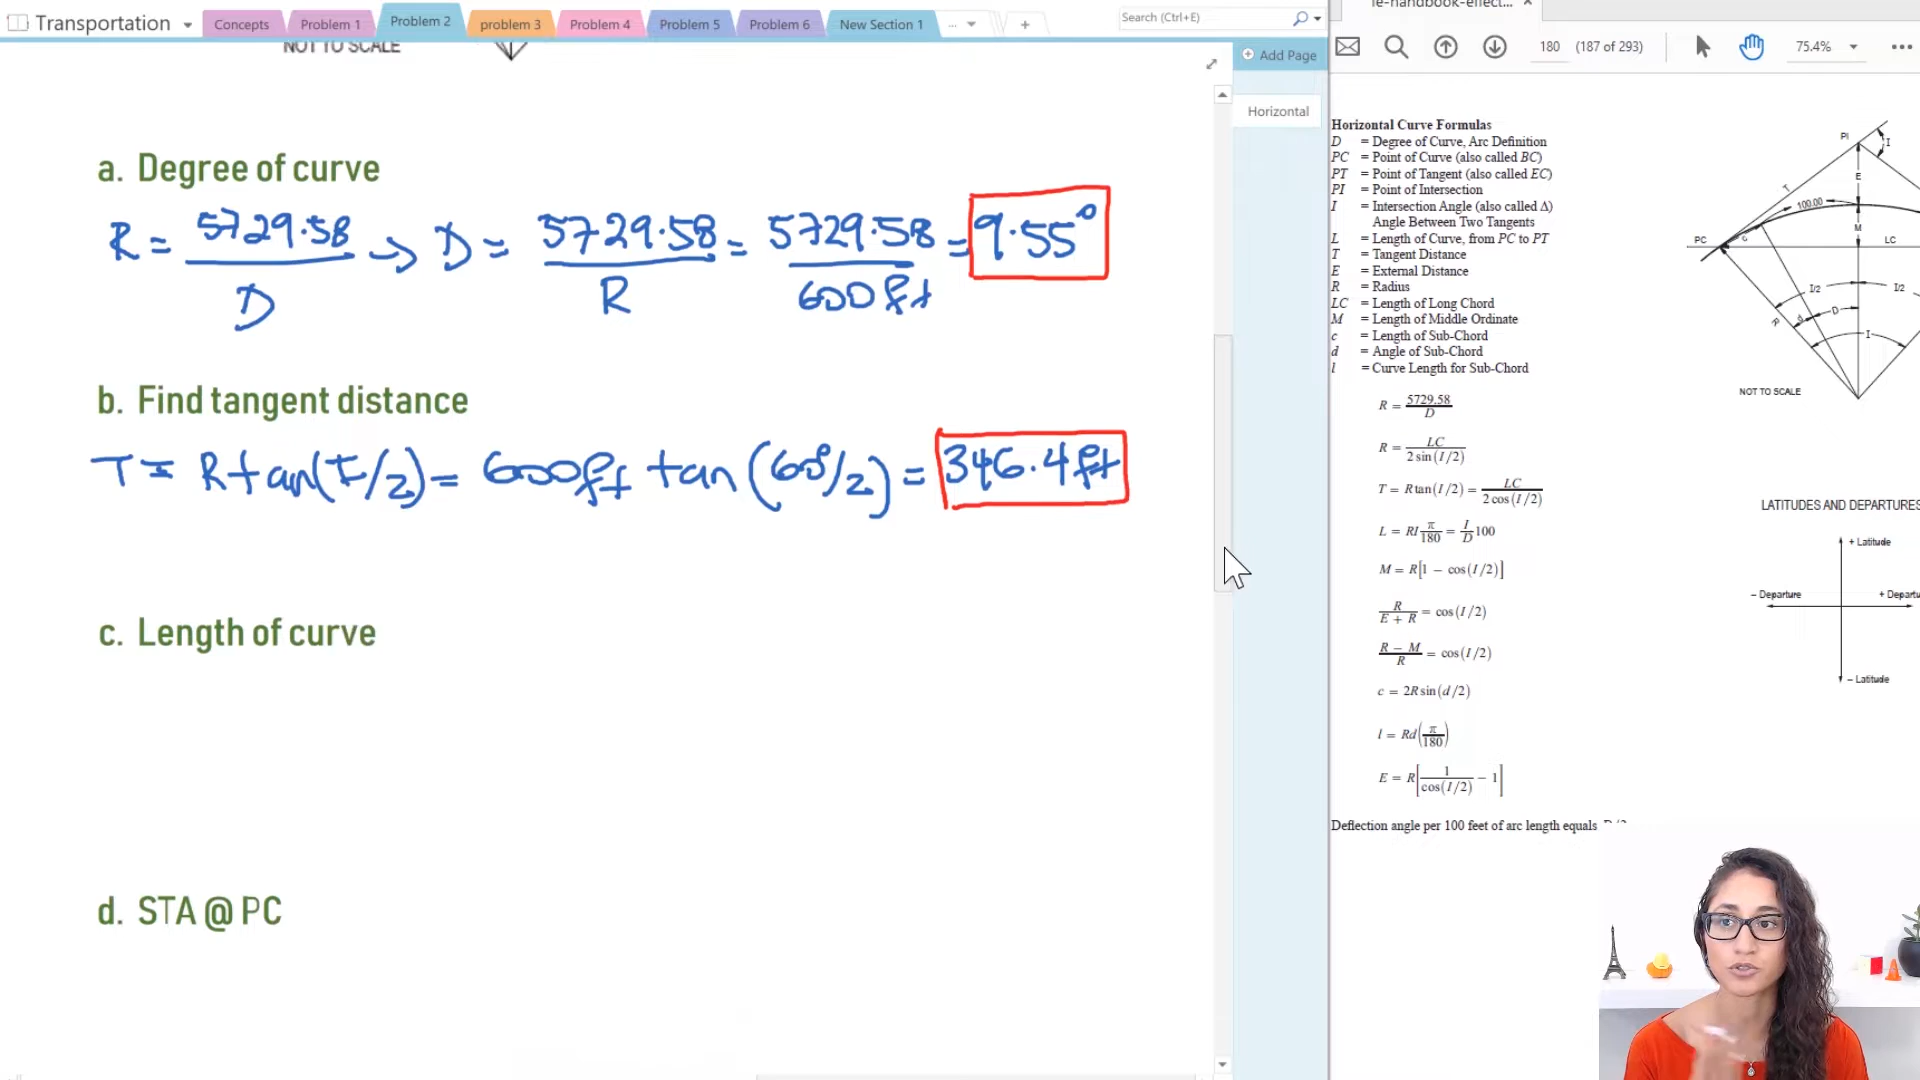 Transportation
Concepts
Problem 1
Problem 2
problem 3
Problem 4
Problem 5
Problem 6
New Section 1
...
+
Search (Ctrl+E)
NOT TO SCALE
Add Page
Horizontal
a. Degree of curve
R = 5729.58 / D → D = 5729.58 / R = 5729.58 / 600 ft = 9.55°
b. Find tangent distance
T = R tan(I/2) = 600 ft tan (60°/2) = 346.4 ft
c. Length of curve
d. STA @ PC
fe-handbook-effect... ×
180 (187 of 293)
75.4%
Horizontal Curve Formulas
D = Degree of Curve, Arc Definition
PC = Point of Curve (also called BC)
PT = Point of Tangent (also called EC)
PI = Point of Intersection
I = Intersection Angle (also called Δ)
Angle Between Two Tangents
L = Length of Curve, from PC to PT
T = Tangent Distance
E = External Distance
R = Radius
LC = Length of Long Chord
M = Length of Middle Ordinate
c = Length of Sub-Chord
d = Angle of Sub-Chord
l = Curve Length for Sub-Chord
R = 5729.58 / D
R = LC / 2 sin(I/2)
T = R tan(I/2) = LC / 2 cos(I/2)
L = RI π/180 = I/D 100
M = R[1 − cos(I/2)]
R / E + R = cos(I/2)
R − M / R = cos(I/2)
c = 2R sin(d/2)
l = Rd(π/180)
E = R[1 / cos(I/2) − 1]
Deflection angle per 100 feet of arc length equals
PI
I
T
E
100.00
M
PC
c
LC
I/2
I/2
R
d
D
I
NOT TO SCALE
LATITUDES AND DEPARTURES
+ Latitude
− Departure
+ Departu
− Latitude